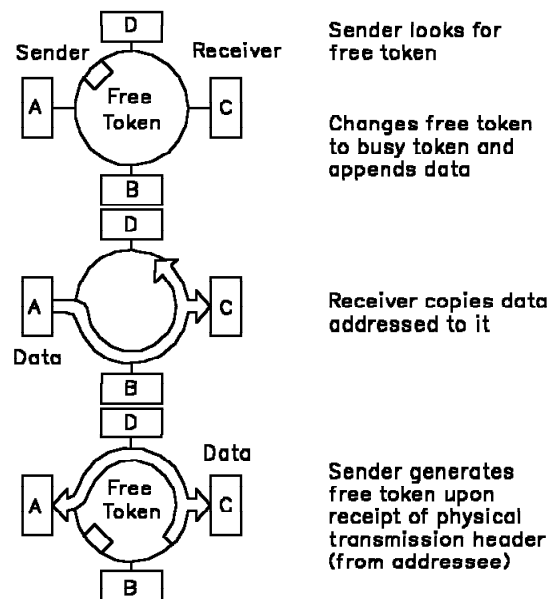 D
Sender looks for
free token
Sender
Receiver
A
Free
Token
C
Changes free token
to busy token and
appends data
B
D
A
C
Receiver copies data
addressed to it
Data
B
D
Data
A
Free
Token
C
Sender generates
free token upon
receipt of physical
transmission header
(from addressee)
B